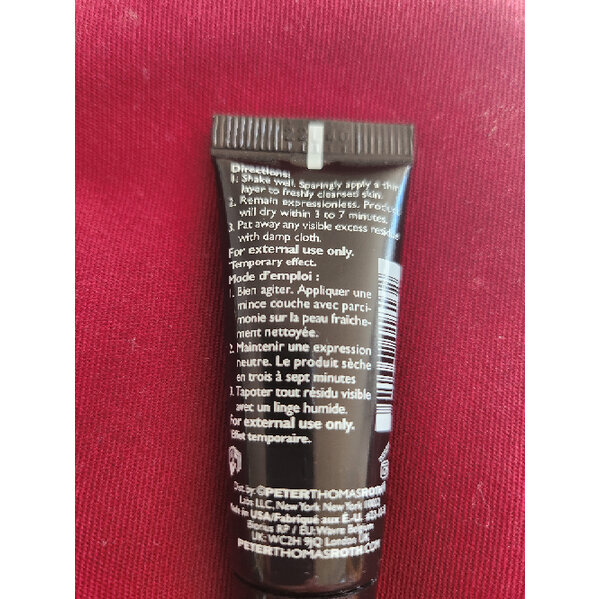 Directions:
1. Shake well. Sparingly apply a thin
layer to freshly cleansed skin.
2. Remain expressionless. Product
will dry within 3 to 7 minutes.
3. Pat away any visible excess residue
with damp cloth.
For external use only.
*Temporary effect.
Mode d'emploi :
1. Bien agiter. Appliquer une
mince couche avec parci-
monie sur la peau fraîche-
ment nettoyée.
2. Maintenir une expression
neutre. Le produit sèche
en trois à sept minutes
3. Tapoter tout résidu visible
avec un linge humide.
For external use only.
*Effet temporaire.
Dist. by: ©PETERTHOMASROTH
Labs LLC, New York, New York
Made in USA/Fabriqué aux É.-U.
Biorius RP / EU: Wavre Belgium
UK: WC2H 9JQ London UK
PETERTHOMASROTH.COM